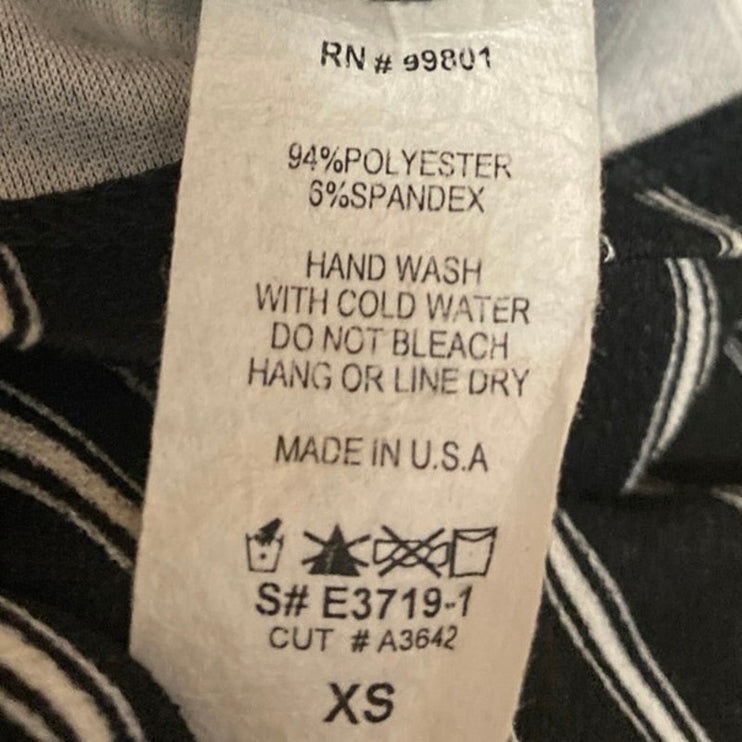 RN # 99801
94%POLYESTER
6%SPANDEX
HAND WASH
WITH COLD WATER
DO NOT BLEACH
HANG OR LINE DRY
MADE IN U.S.A
S# E3719-1
CUT # A3642
XS